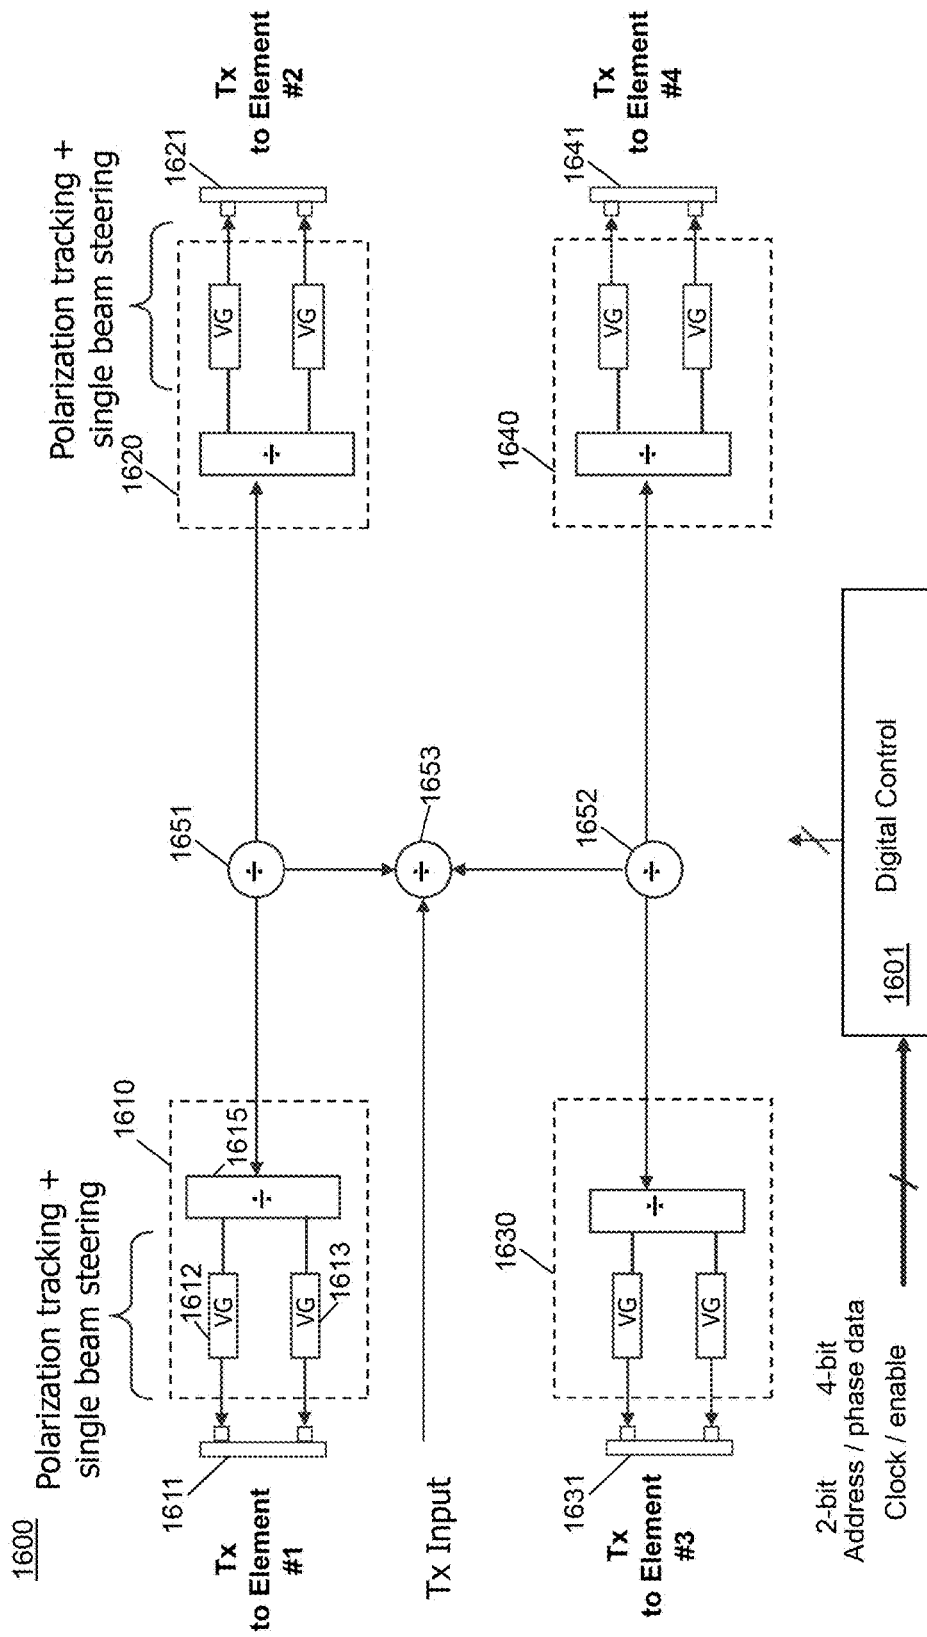 1600
Polarization tracking +
single beam steering
Polarization tracking +
single beam steering
1610
1620
1611
1621
1612
1613
1615
VG
VG
÷
÷
VG
VG
Tx
to Element
#1
Tx
to Element
#2
1651
÷
Tx Input
1653
÷
1652
÷
1630
1640
1631
1641
VG
VG
÷
÷
VG
VG
Tx
to Element
#3
Tx
to Element
#4
2-bit 4-bit
Address / phase data
Clock / enable
1601 Digital Control